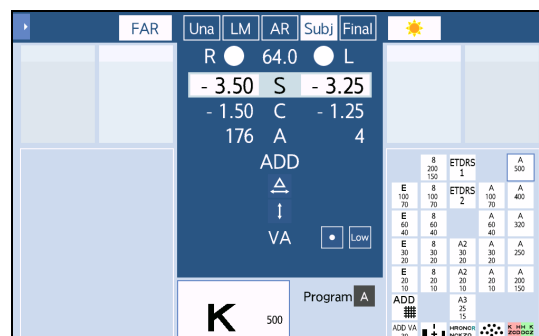 FAR Una LM AR Subj Final
R 64.0 L
- 3.50 S - 3.25
- 1.50 C - 1.25
176 A 4
ADD
VA Low
Program A
K 500
8 200 150 ETDRS 1 A 500
E 100 70 8 100 70 ETDRS 2 A 100 70 A 400
E 60 40 8 60 40 A 60 40 A 320
E 30 20 8 30 20 A2 30 20 A 30 20 A 250
E 20 10 8 20 10 A2 20 10 A 20 10 A 200 150
ADD A3 25 15
ADD VA